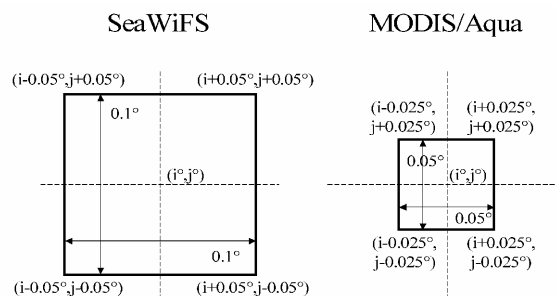 SeaWiFS
(i-0.05°,j+0.05°)
(i+0.05°,j+0.05°)
0.1°
(i°,j°)
0.1°
(i-0.05°,j-0.05°)
(i+0.05°,j-0.05°)
MODIS/Aqua
(i-0.025°,
j+0.025°)
(i+0.025°,
j+0.025°)
0.05°
(i°,j°)
0.05°
(i-0.025°,
j-0.025°)
(i+0.025°,
j-0.025°)